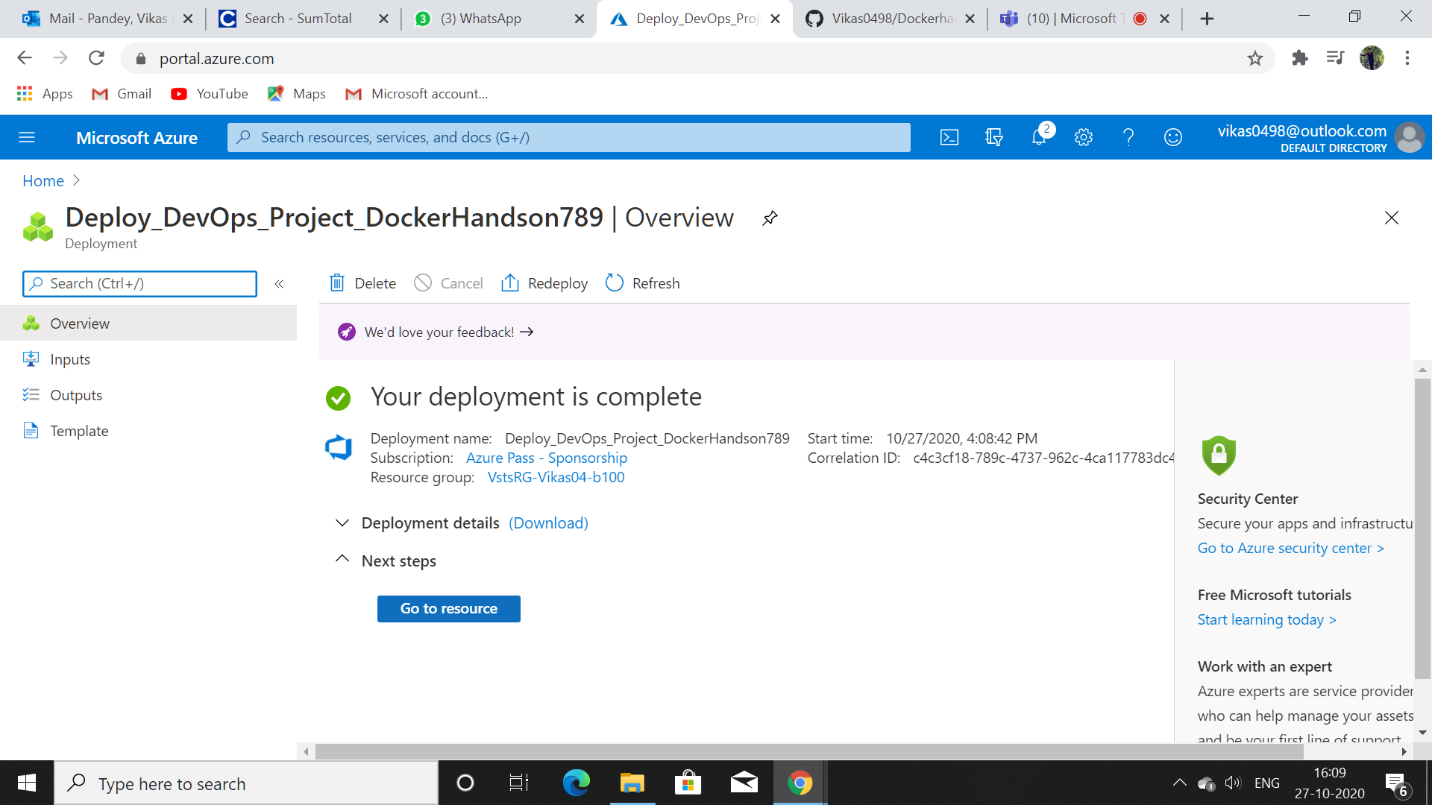 Mail - Pandey, Vikas
Search - SumTotal
(3) WhatsApp
Deploy_DevOps_Proj
Vikas0498/Dockerha
(10) | Microsoft T
portal.azure.com
Apps
Gmail
YouTube
Maps
Microsoft account...
Microsoft Azure
Search resources, services, and docs (G+/)
2
vikas0498@outlook.com
DEFAULT DIRECTORY
Home
Deploy_DevOps_Project_DockerHandson789 | Overview
Deployment
Search (Ctrl+/)
«
Delete
Cancel
Redeploy
Refresh
Overview
Inputs
Outputs
Template
We'd love your feedback! →
Your deployment is complete
Deployment name: Deploy_DevOps_Project_DockerHandson789
Subscription: Azure Pass - Sponsorship
Resource group: VstsRG-Vikas04-b100
Start time: 10/27/2020, 4:08:42 PM
Correlation ID: c4c3cf18-789c-4737-962c-4ca117783dc4
Deployment details (Download)
Next steps
Go to resource
Security Center
Secure your apps and infrastructu
Go to Azure security center >
Free Microsoft tutorials
Start learning today >
Work with an expert
Azure experts are service provider
who can help manage your assets
and be your first line of support
Type here to search
ENG
16:09
27-10-2020
6